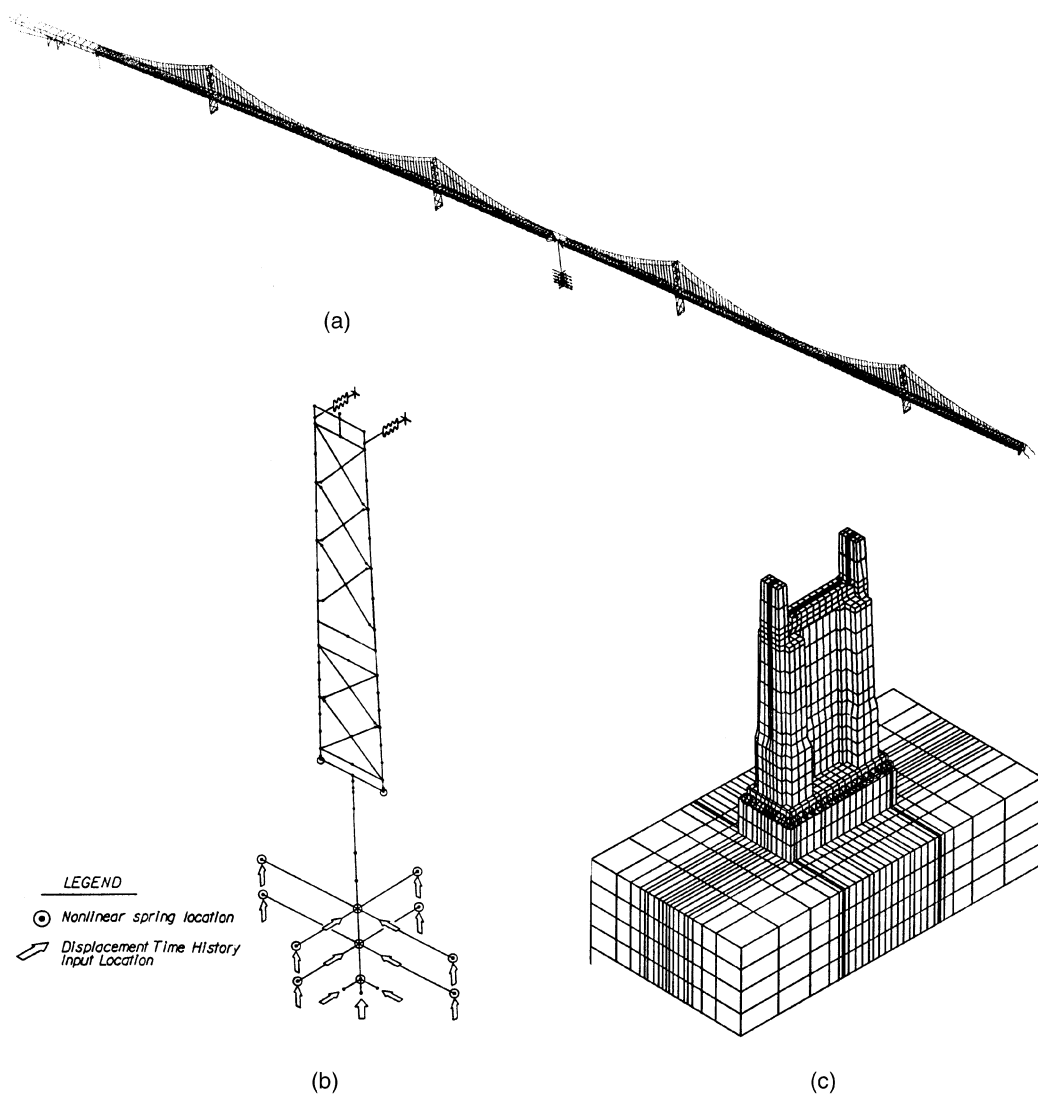 (a)
LEGEND
Nonlinear spring location
Displacement Time History
Input Location
(b)
(c)